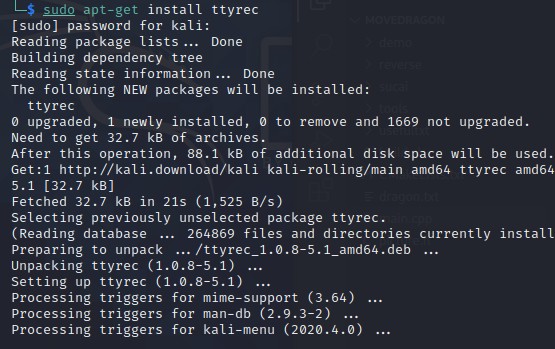 └─$ sudo apt-get install ttyrec
[sudo] password for kali:
Reading package lists... Done
Building dependency tree
Reading state information... Done
The following NEW packages will be installed:
  ttyrec
0 upgraded, 1 newly installed, 0 to remove and 1669 not upgraded.
Need to get 32.7 kB of archives.
After this operation, 88.1 kB of additional disk space will be used.
Get:1 http://kali.download/kali kali-rolling/main amd64 ttyrec amd64
5.1 [32.7 kB]
Fetched 32.7 kB in 21s (1,525 B/s)
Selecting previously unselected package ttyrec.
(Reading database ... 264869 files and directories currently install
Preparing to unpack .../ttyrec_1.0.8-5.1_amd64.deb ...
Unpacking ttyrec (1.0.8-5.1) ...
Setting up ttyrec (1.0.8-5.1) ...
Processing triggers for mime-support (3.64) ...
Processing triggers for man-db (2.9.3-2) ...
Processing triggers for kali-menu (2020.4.0) ...
MOVEDRAGON
demo
dragon.txt